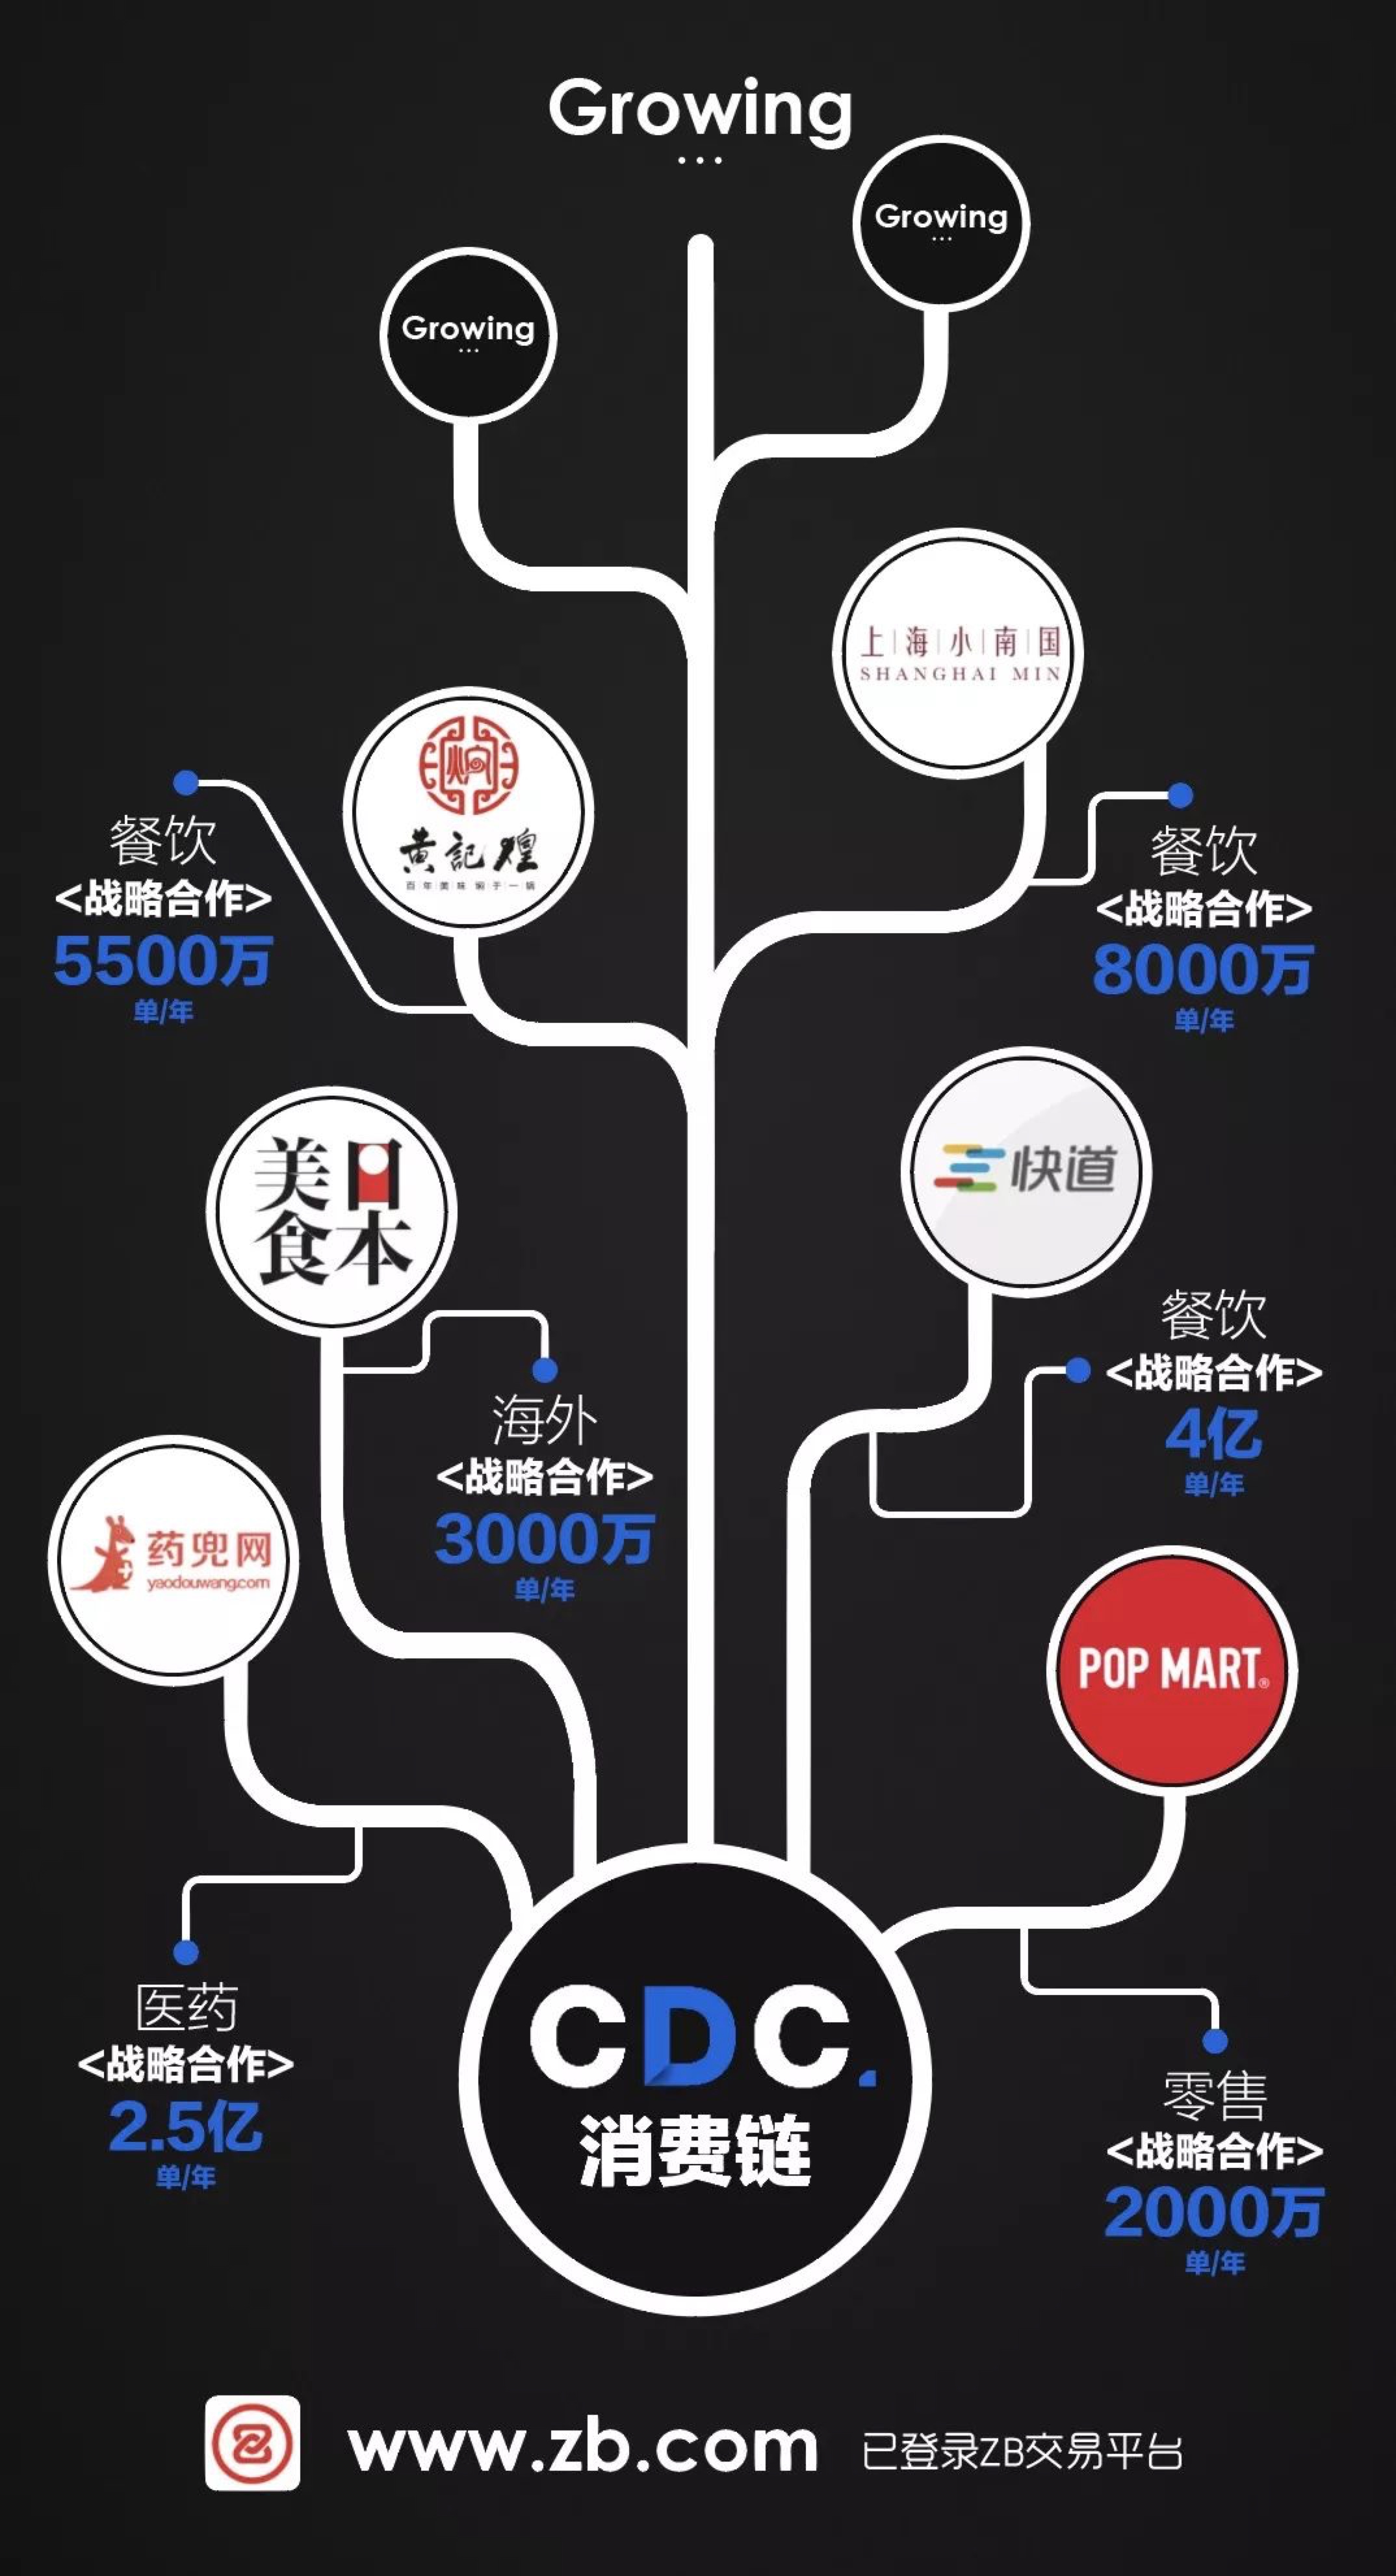 Growing
...
Growing
...
Growing
...
上海小南国
SHANGHAI MIN
黄記煌
百年美味焖于一锅
餐饮
<战略合作>
5500万
单/年
餐饮
<战略合作>
8000万
单/年
日本
美食
快道
餐饮
<战略合作>
4亿
单/年
海外
<战略合作>
3000万
单/年
药兜网
yaodouwang.com
POP MART®
医药
<战略合作>
2.5亿
单/年
CDC.
消费链
零售
<战略合作>
2000万
单/年
www.zb.com 已登录ZB交易平台